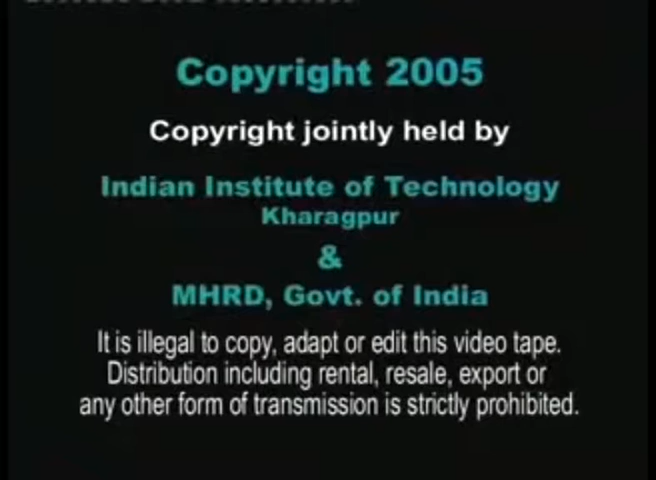 Copyright 2005
Copyright jointly held by
Indian Institute of Technology
Kharagpur
&
MHRD, Govt. of India
It is illegal to copy, adapt or edit this video tape.
Distribution including rental, resale, export or
any other form of transmission is strictly prohibited.